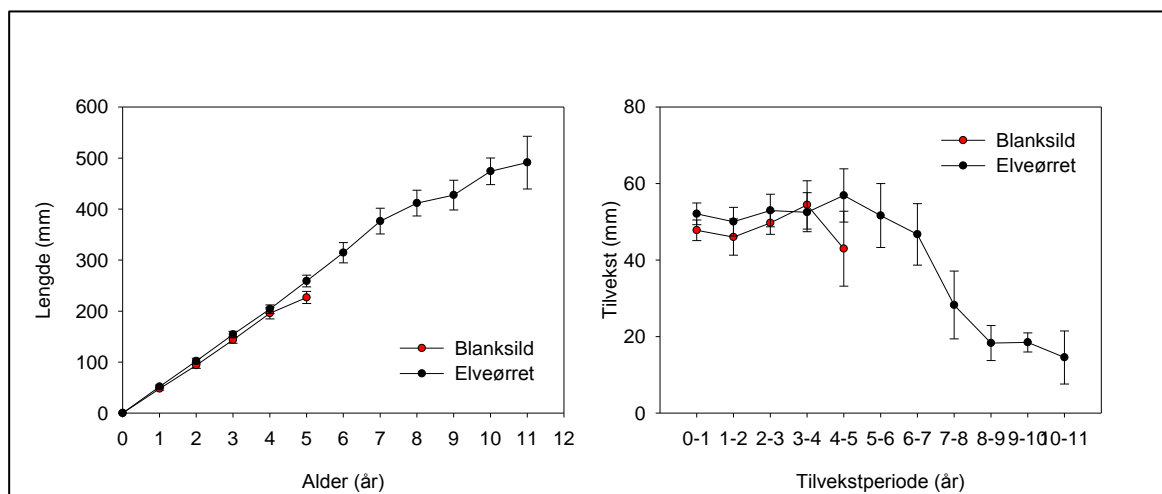 600
500
400
300
200
100
0
Lengde (mm)
0 1 2 3 4 5 6 7 8 9 10 11 12
Alder (år)
Blanksild
Elveørret
80
60
40
20
0
Tilvekst (mm)
0-1 1-2 2-3 3-4 4-5 5-6 6-7 7-8 8-9 9-10 10-11
Tilvekstperiode (år)
Blanksild
Elveørret